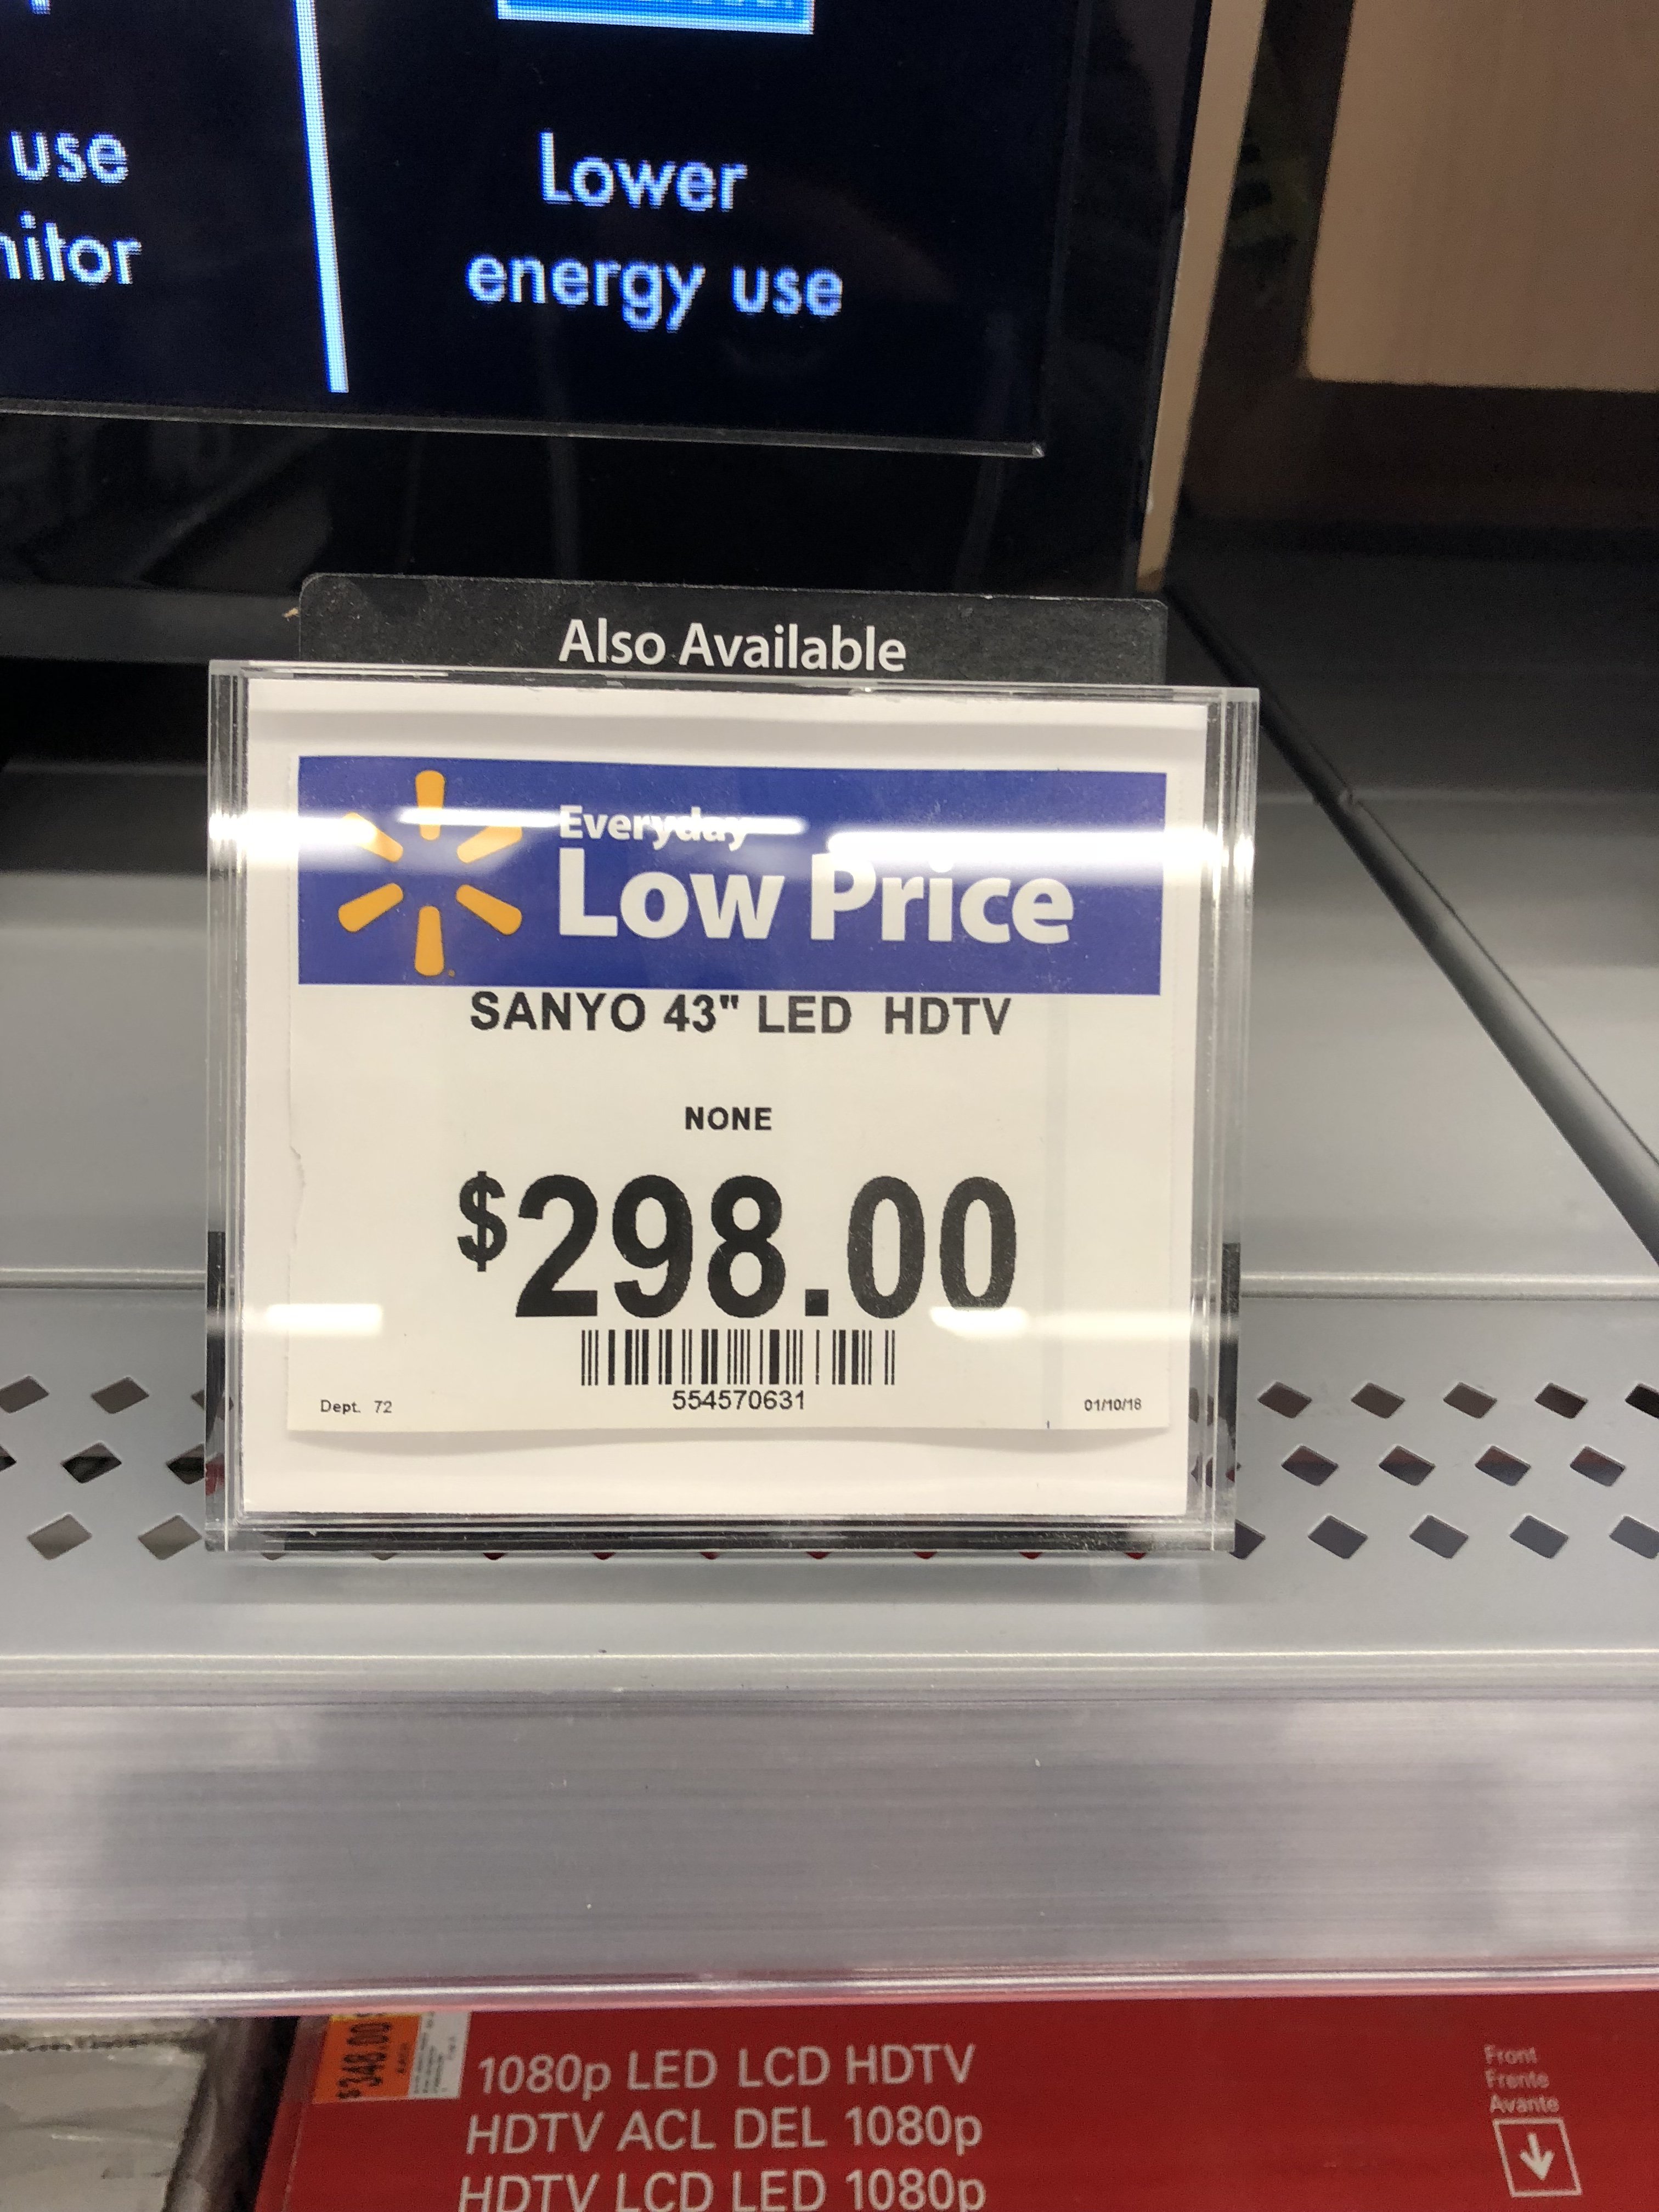 use
nitor
Lower
energy use
Also Available
Everyday
Low Price
SANYO 43" LED HDTV
NONE
$298.00
554570631
Dept. 72
01/10/18
$348.00
1080p LED LCD HDTV
HDTV ACL DEL 1080p
HDTV LCD LED 1080p
Front
Frente
Avante